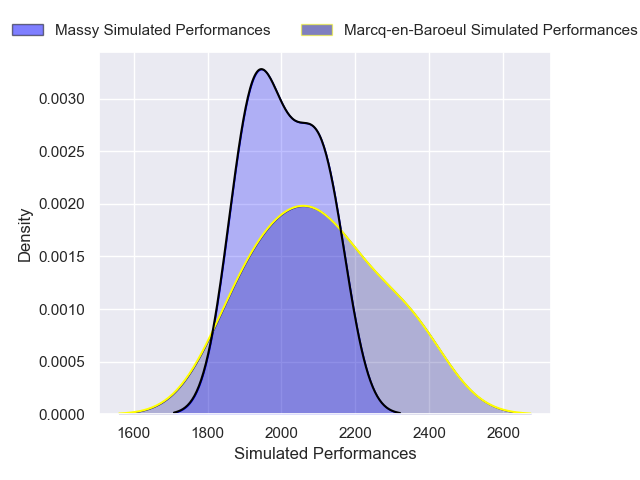 Massy Simulated Performances
Marcq-en-Baroeul Simulated Performances
0.0030
0.0025
0.0020
0.0015
0.0010
0.0005
0.0000
Density
1600 1800 2000 2200 2400 2600
Simulated Performances